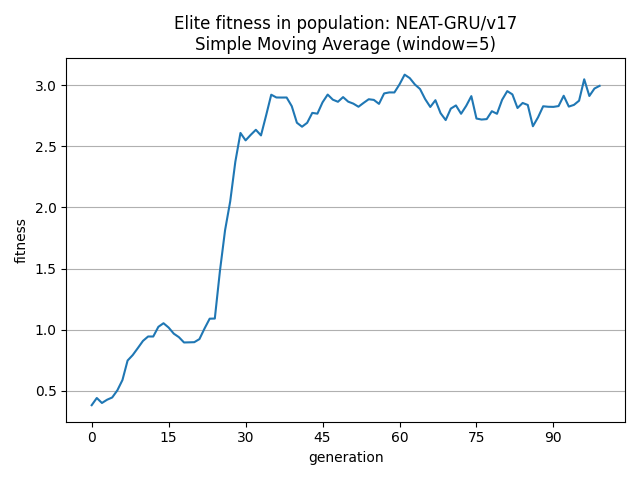 Elite fitness in population: NEAT-GRU/v17
Simple Moving Average (window=5)
3.0
2.5
2.0
1.5
1.0
0.5
fitness
0 15 30 45 60 75 90
generation